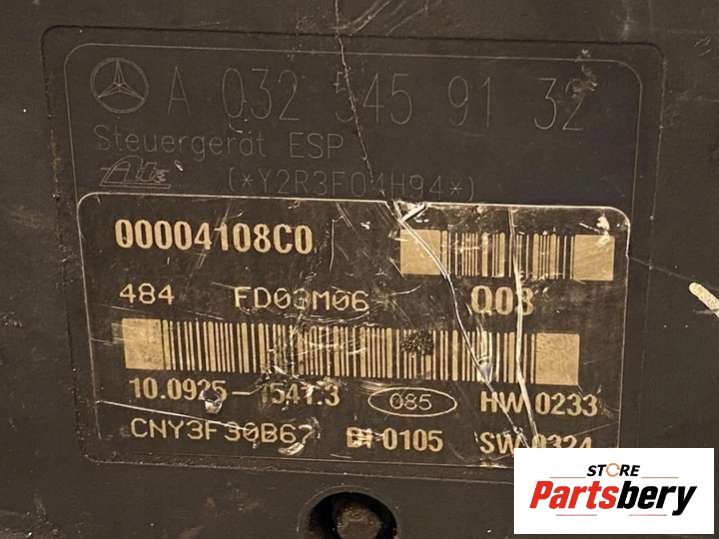 A 032 545 91 32
Steuergerät ESP
Ate (*Y2R3F04H94*)
00004108C0
484 FD03M06 Q03
10.0925-1541.3 085 HW 0233
CNY3F30B67 DI 0105 SW 0324
STORE
Partsbery